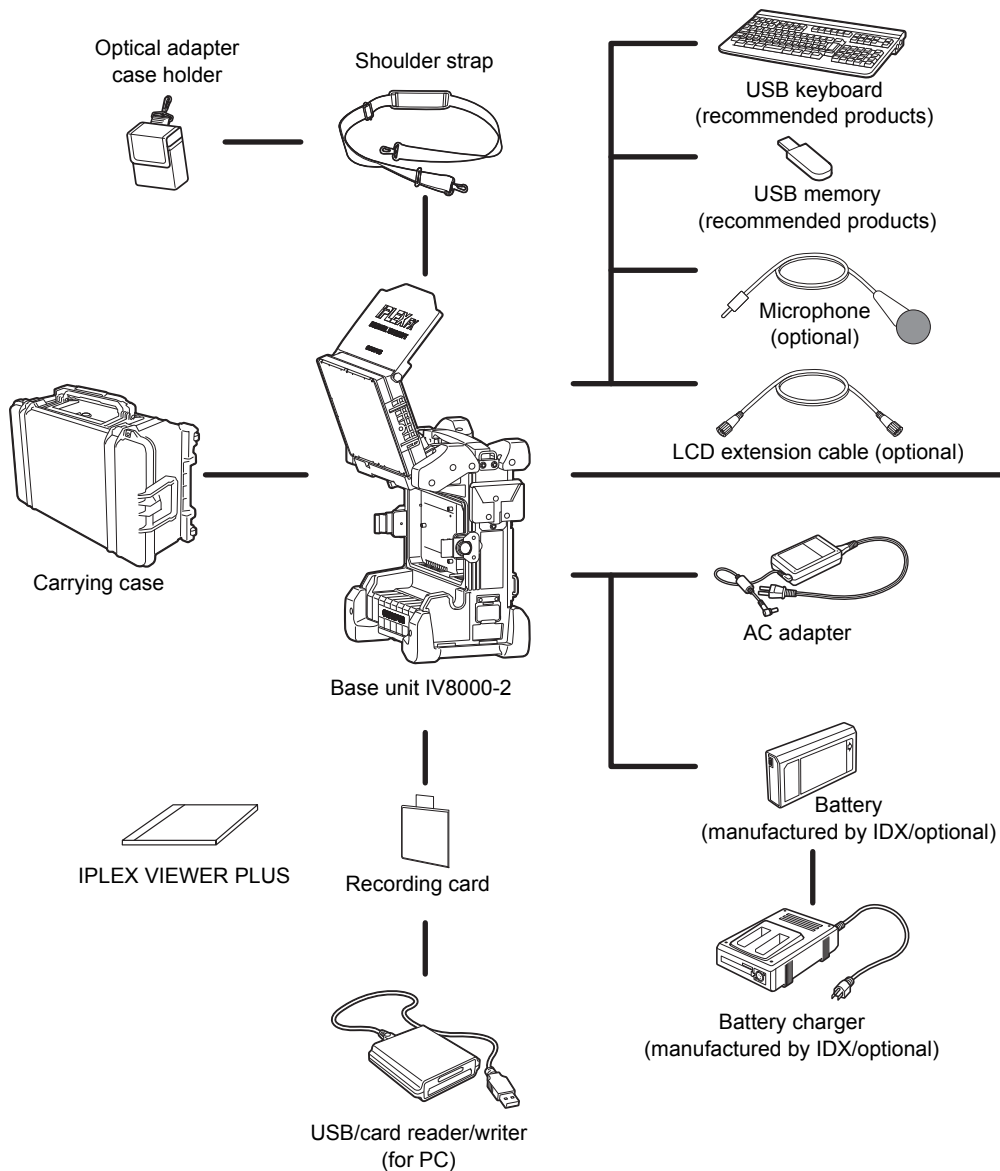 Optical adapter
case holder
Shoulder strap
USB keyboard
(recommended products)
USB memory
(recommended products)
Microphone
(optional)
LCD extension cable (optional)
IPLEX FX
Carrying case
Base unit IV8000-2
AC adapter
Battery
(manufactured by IDX/optional)
IPLEX VIEWER PLUS
Recording card
Battery charger
(manufactured by IDX/optional)
USB/card reader/writer
(for PC)